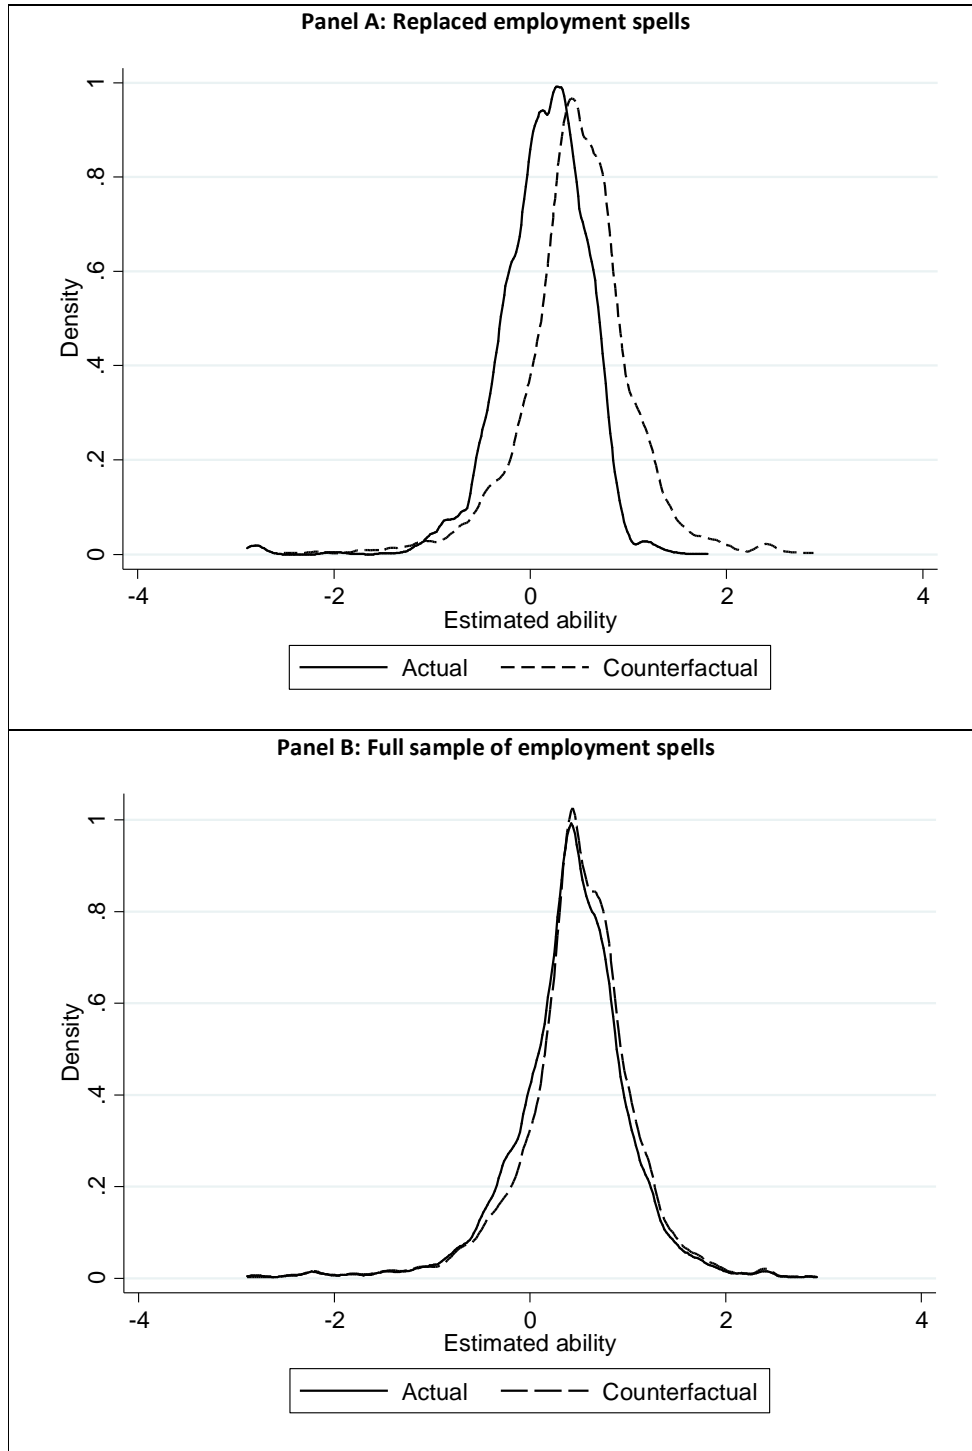 Panel A: Replaced employment spells
1
.8
.6
.4
.2
0
Density
-4 -2 0 2 4
Estimated ability
Actual Counterfactual
Panel B: Full sample of employment spells
1
.8
.6
.4
.2
0
Density
-4 -2 0 2 4
Estimated ability
Actual Counterfactual